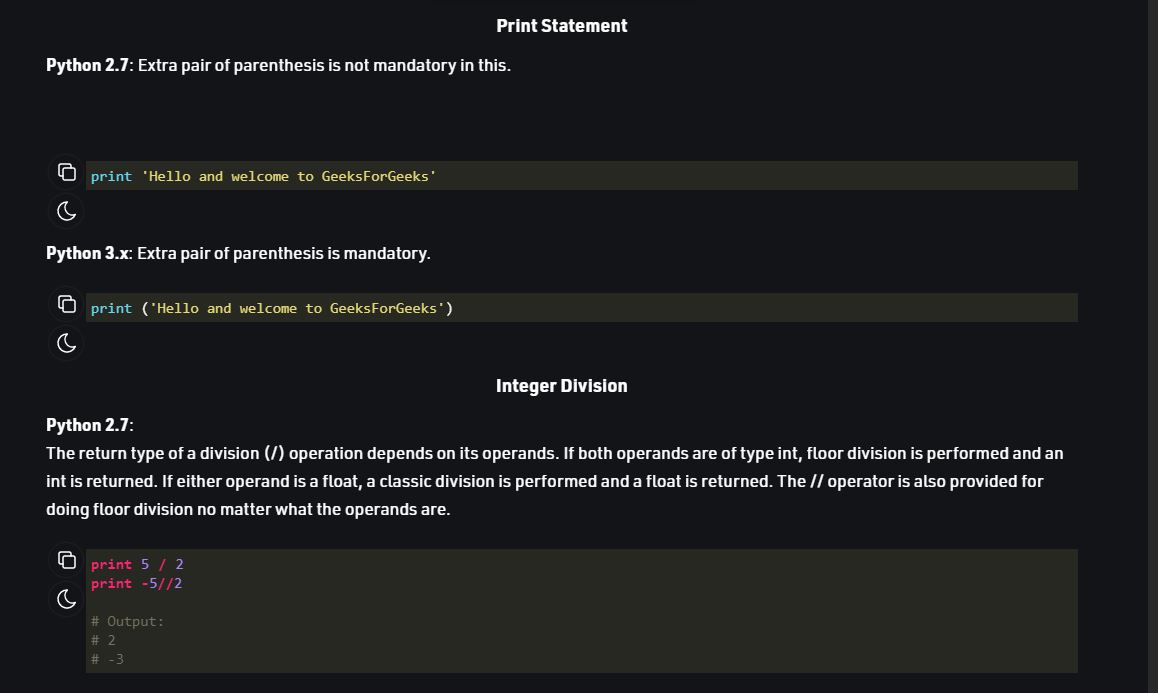 Print Statement
Python 2.7: Extra pair of parenthesis is not mandatory in this.
print 'Hello and welcome to GeeksForGeeks'
Python 3.x: Extra pair of parenthesis is mandatory.
print ('Hello and welcome to GeeksForGeeks')
Integer Division
Python 2.7:
The return type of a division (/) operation depends on its operands. If both operands are of type int, floor division is performed and an
int is returned. If either operand is a float, a classic division is performed and a float is returned. The // operator is also provided for
doing floor division no matter what the operands are.
print 5 / 2
print -5//2
# Output:
# 2
# -3